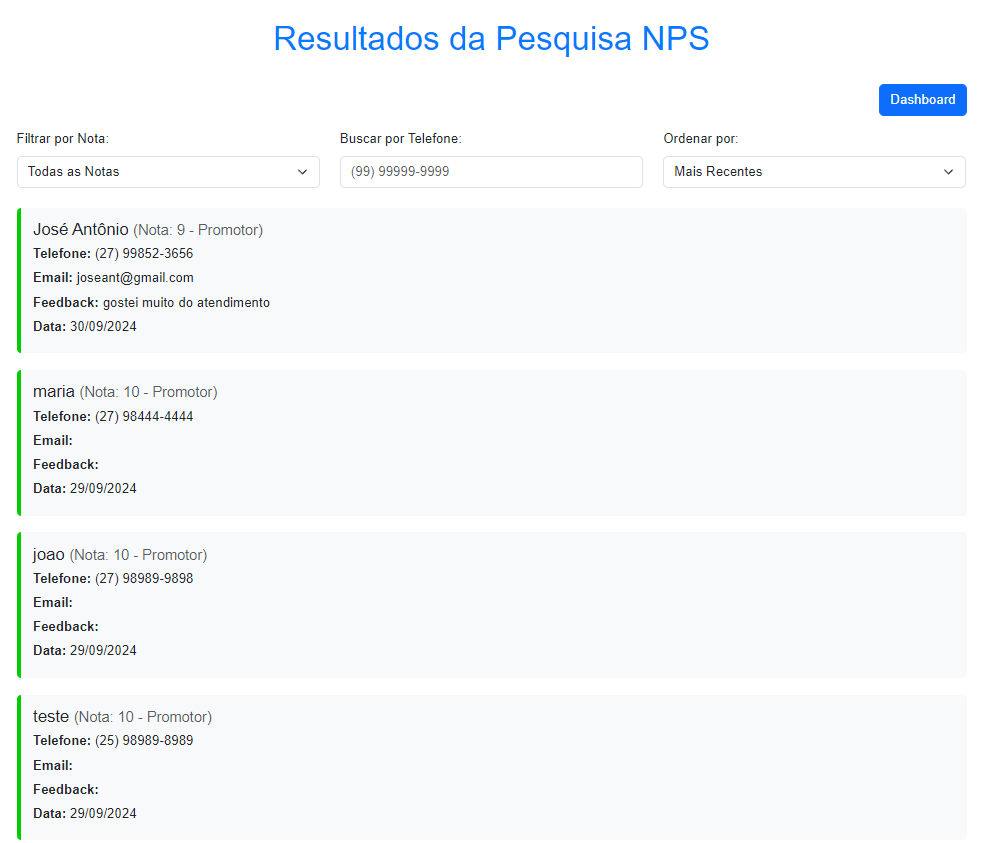 Resultados da Pesquisa NPS
Dashboard
Filtrar por Nota: Buscar por Telefone: Ordenar por:
Todas as Notas (99) 99999-9999 Mais Recentes
José Antônio (Nota: 9 - Promotor)
Telefone: (27) 99852-3656
Email: joseant@gmail.com
Feedback: gostei muito do atendimento
Data: 30/09/2024
maria (Nota: 10 - Promotor)
Telefone: (27) 98444-4444
Email:
Feedback:
Data: 29/09/2024
joao (Nota: 10 - Promotor)
Telefone: (27) 98989-9898
Email:
Feedback:
Data: 29/09/2024
teste (Nota: 10 - Promotor)
Telefone: (25) 98989-8989
Email:
Feedback:
Data: 29/09/2024